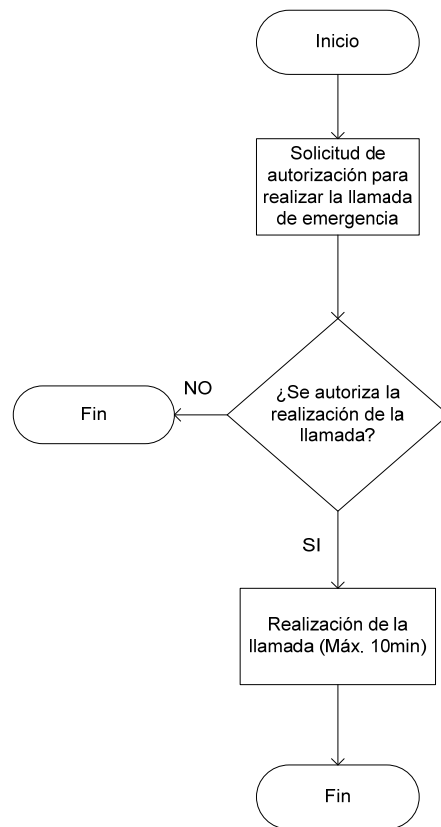 Inicio
Solicitud de
autorización para
realizar la llamada
de emergencia
¿Se autoriza la
realización de la
llamada?
NO
Fin
SI
Realización de la
llamada (Máx. 10min)
Fin